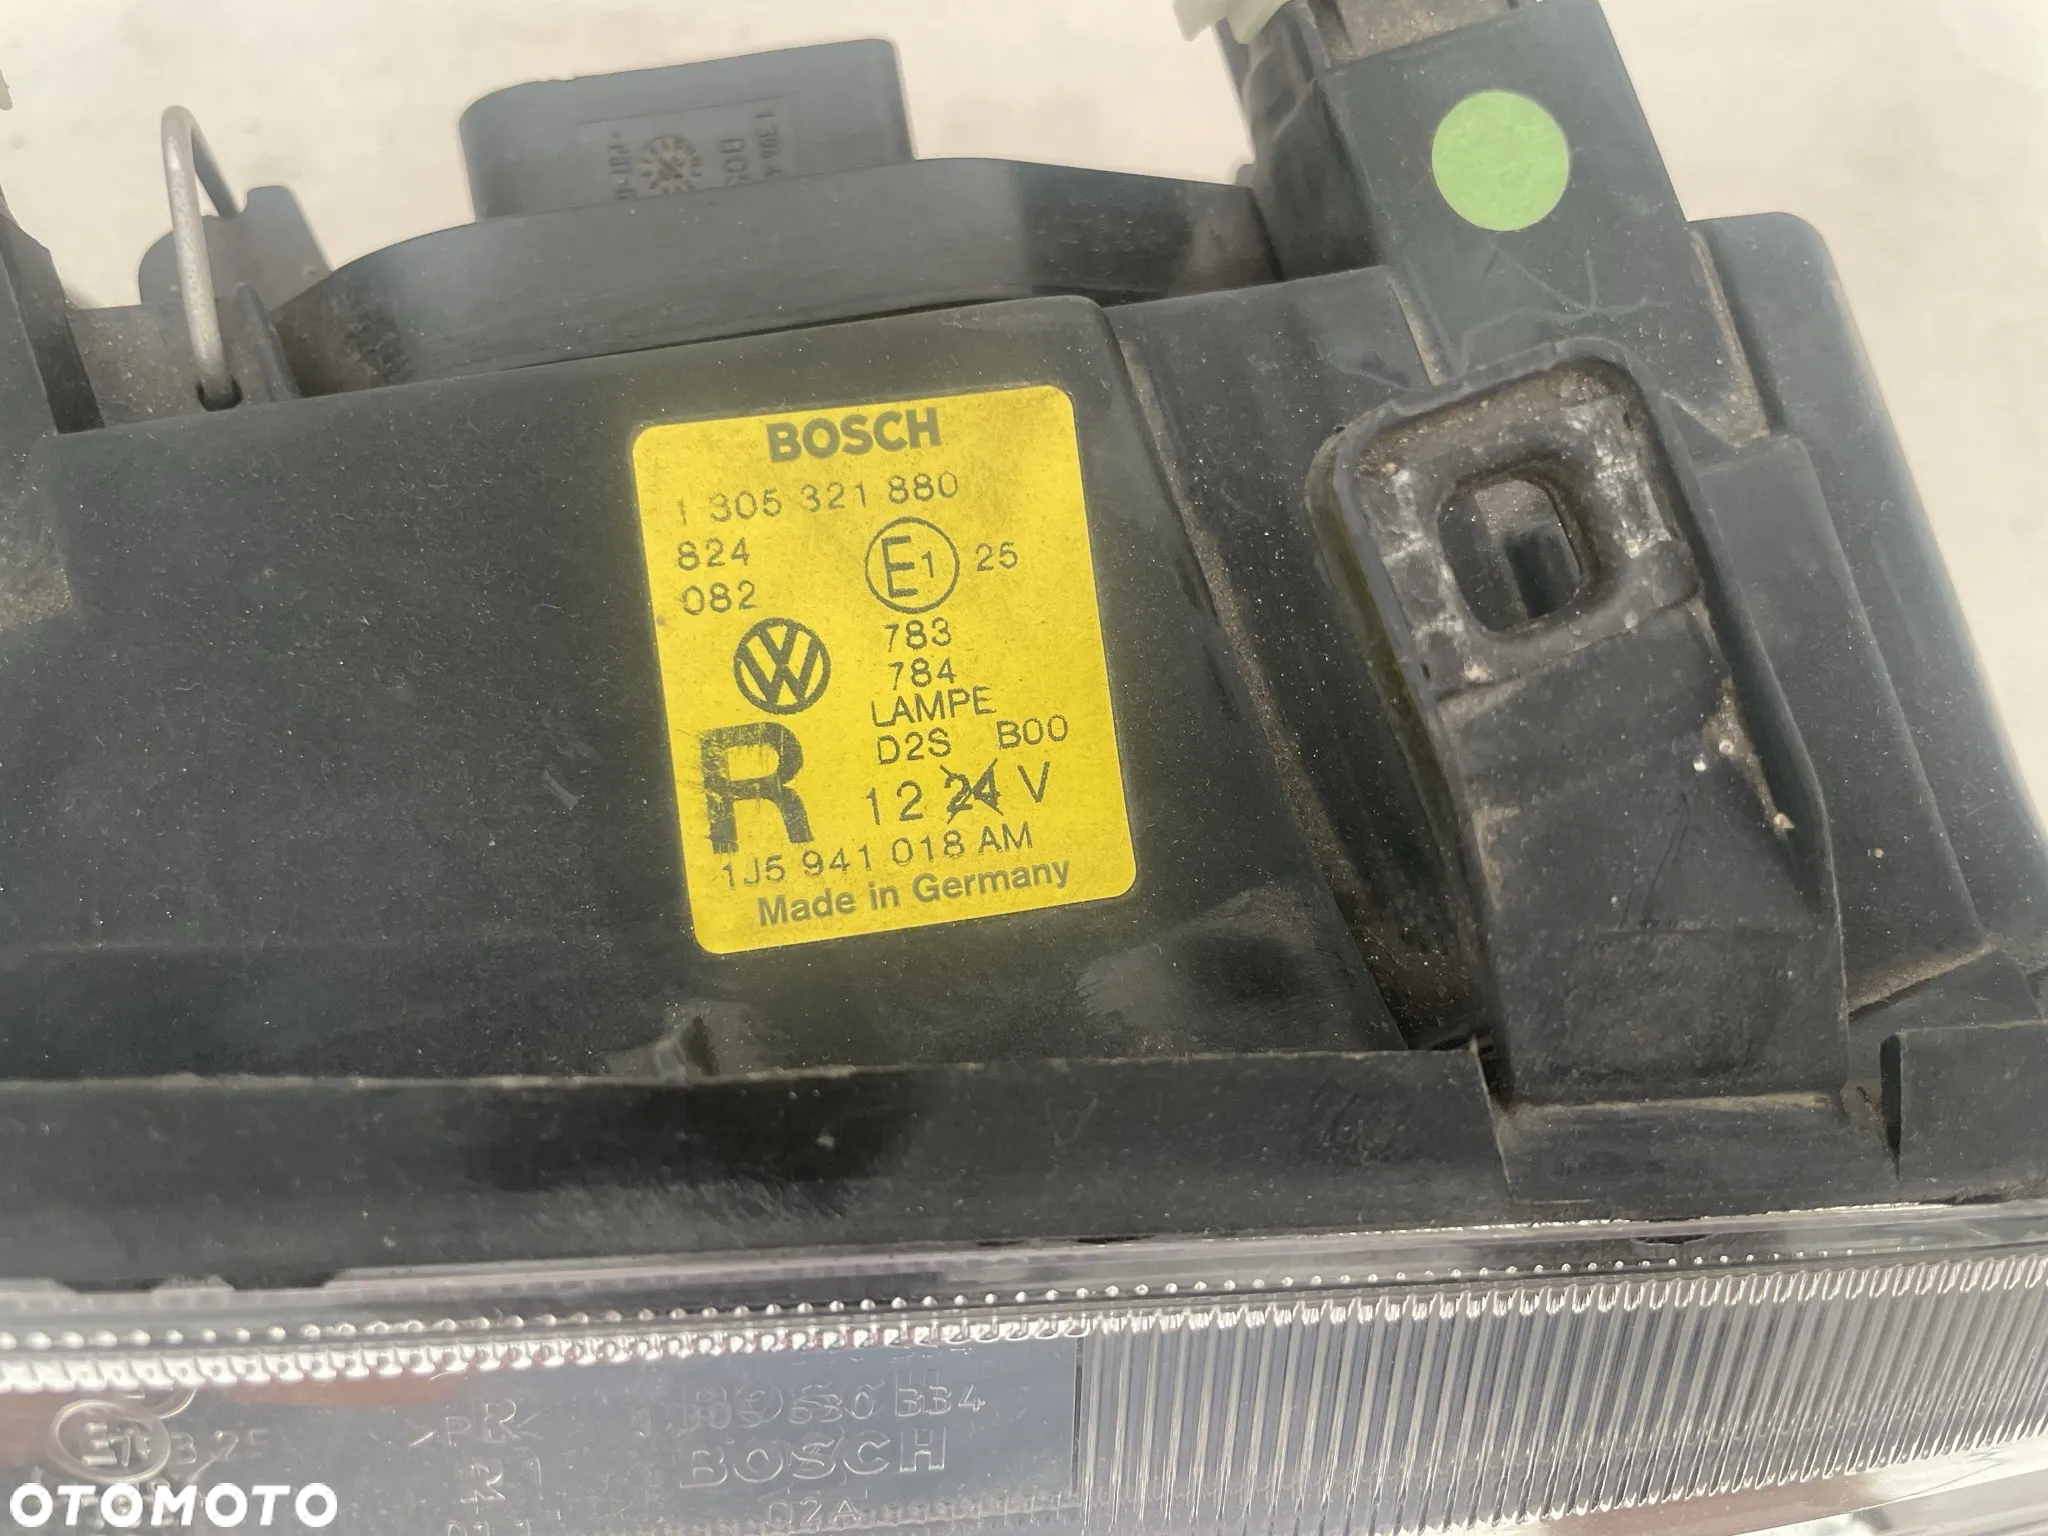 BOSCH
1 305 321 880
824
082
E1 25
783
784
LAMPE
D2S B00
R
12 24 V
1J5 941 018 AM
Made in Germany
BOSCH
02A
OTOMOTO